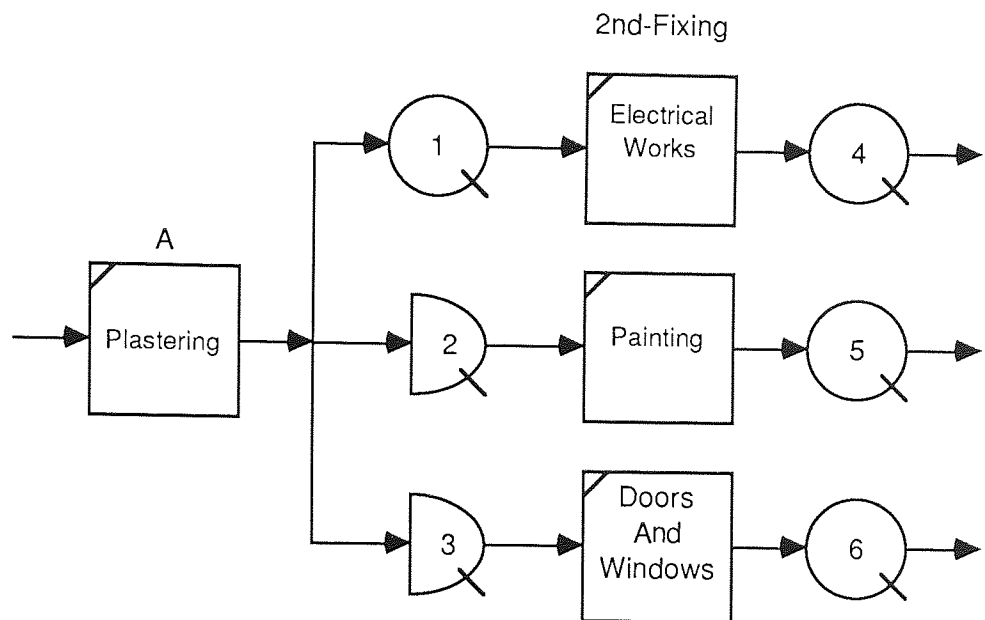 2nd-Fixing
1
Electrical
Works
4
A
Plastering
2
Painting
5
3
Doors
And
Windows
6